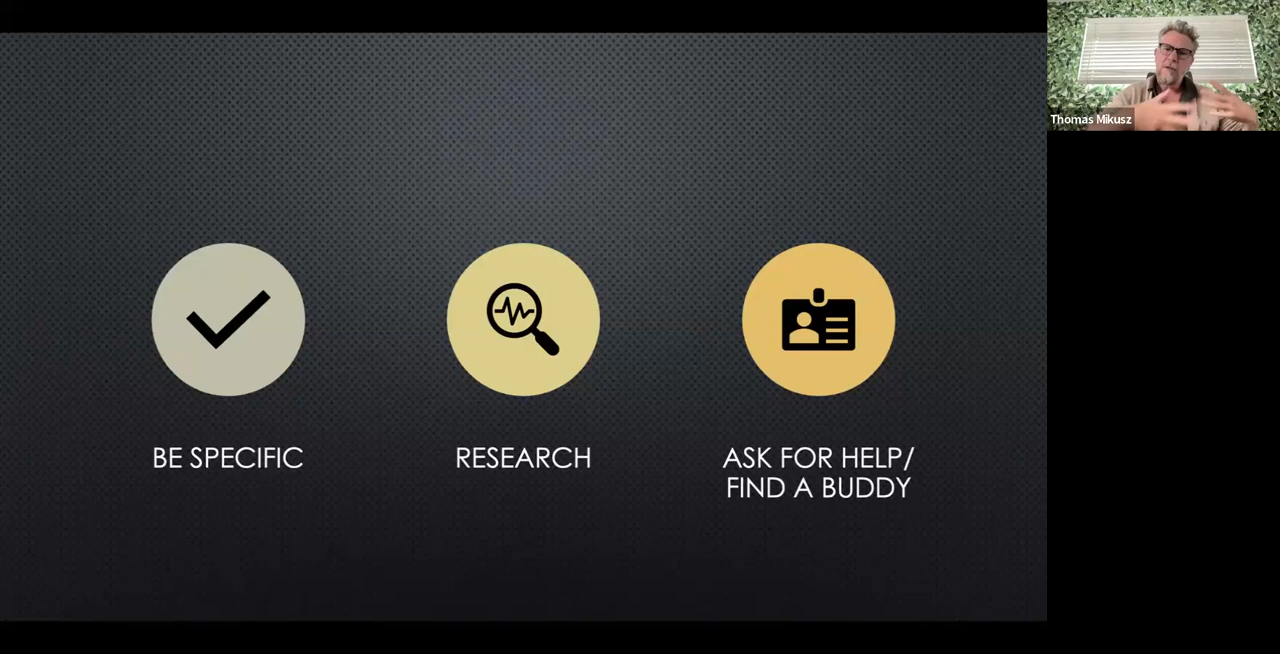 Thomas Mikusz
BE SPECIFIC
RESEARCH
ASK FOR HELP/
FIND A BUDDY